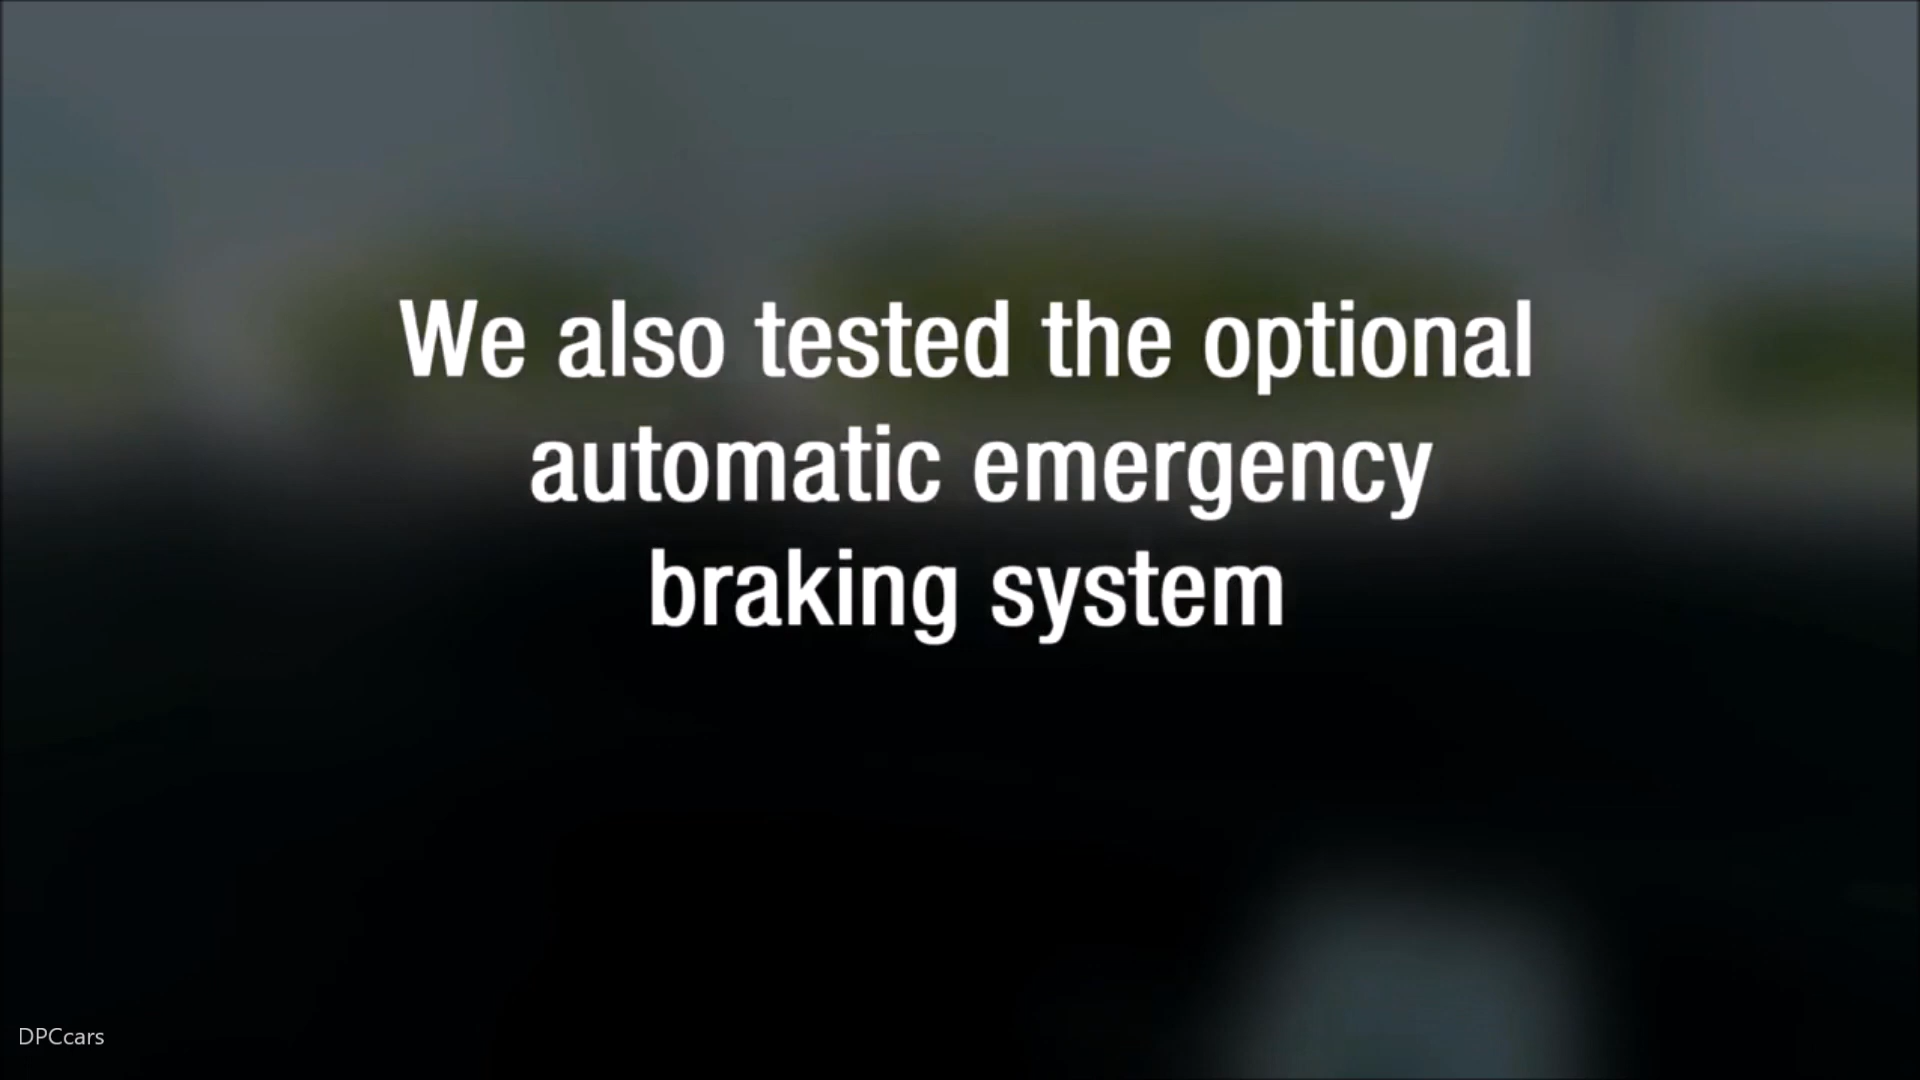 We also tested the optional
automatic emergency
braking system
DPCcars